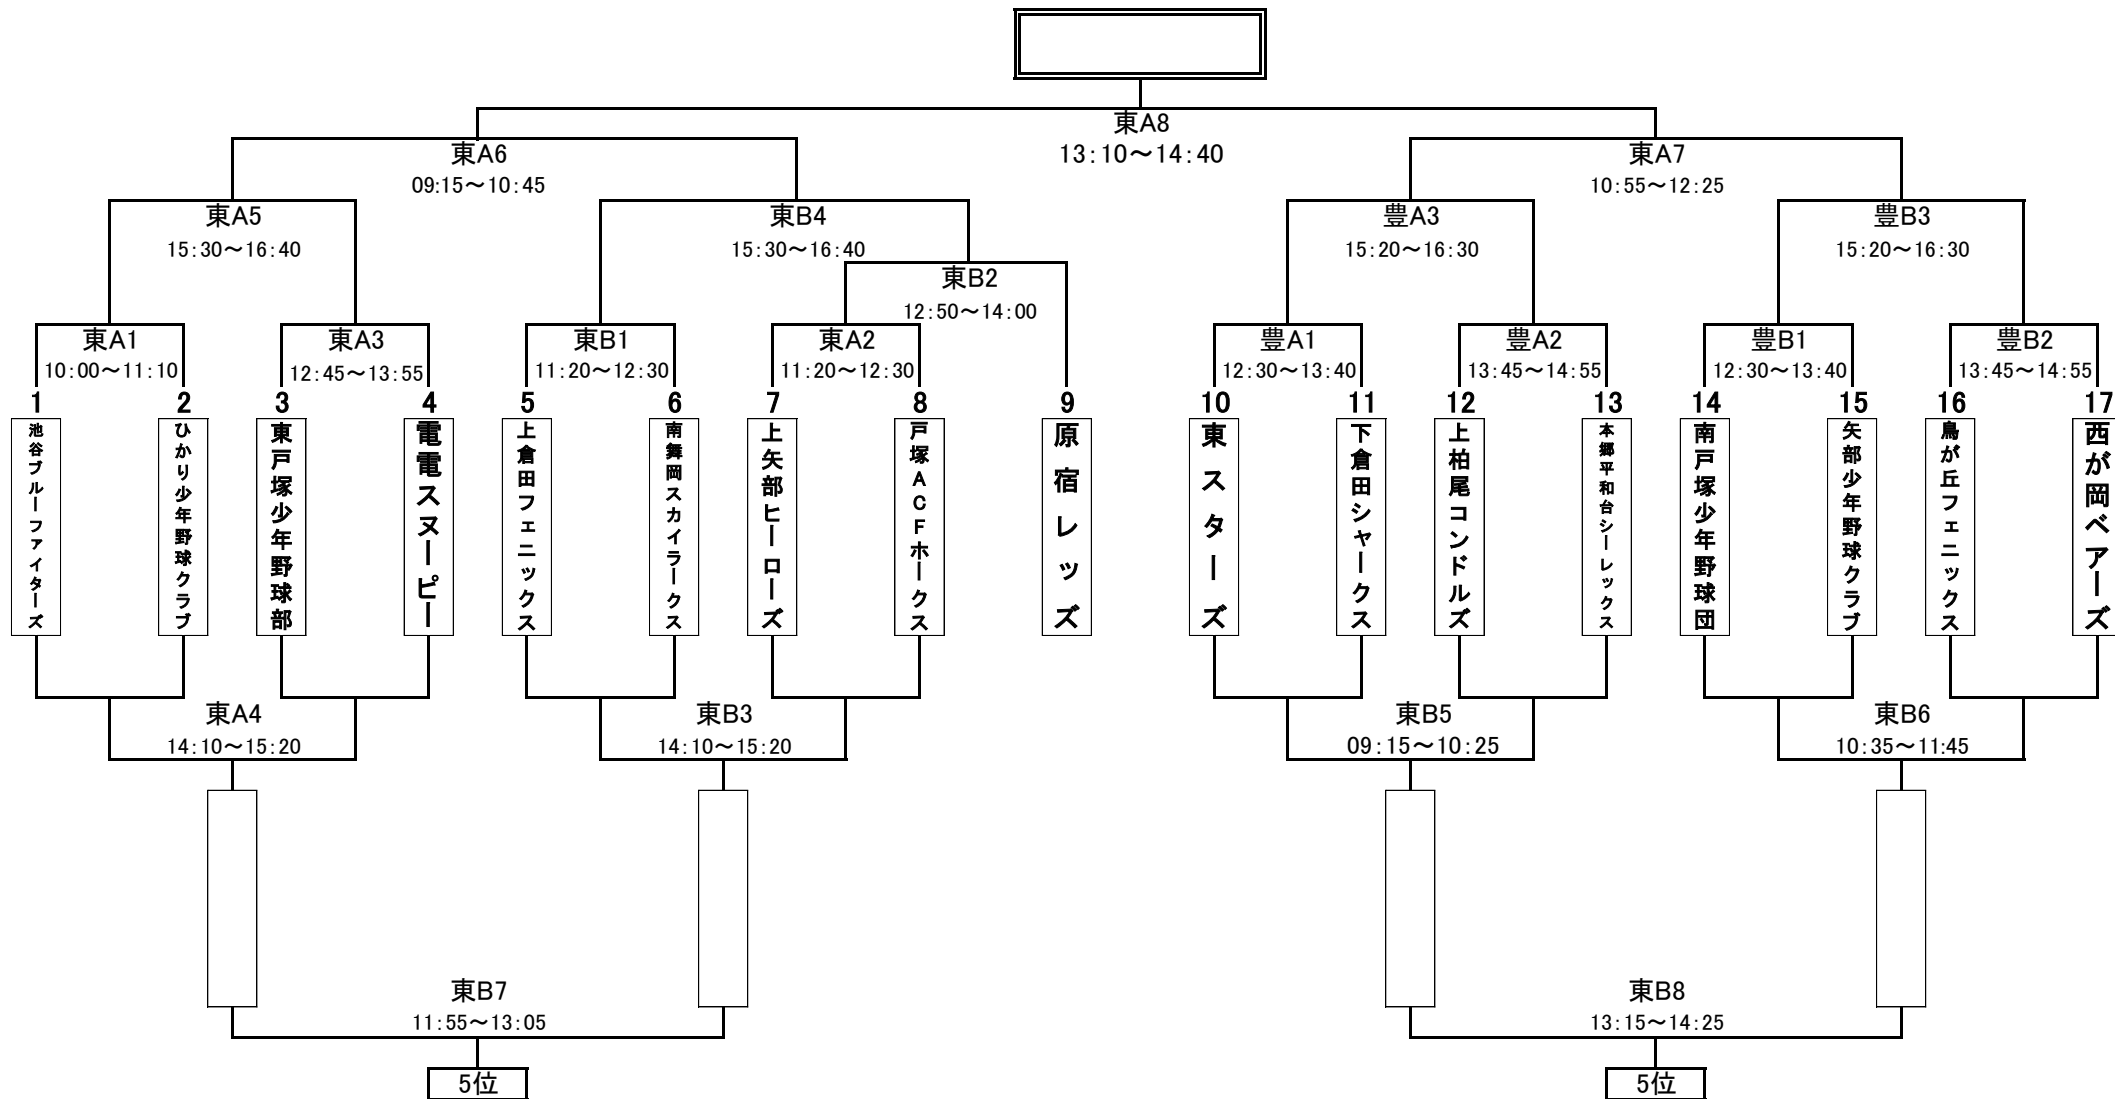 東A8
13:10～14:40
東A6
09:15～10:45
東A7
10:55～12:25
東A5
15:30～16:40
東B4
15:30～16:40
豊A3
15:20～16:30
豊B3
15:20～16:30
東B2
12:50～14:00
東A1
10:00～11:10
東A3
12:45～13:55
東B1
11:20～12:30
東A2
11:20～12:30
豊A1
12:30～13:40
豊A2
13:45～14:55
豊B1
12:30～13:40
豊B2
13:45～14:55
1
池谷ブルーファイターズ
2
ひかり少年野球クラブ
3
東戸塚少年野球部
4
電電スヌーピー
5
上倉田フェニックス
6
南舞岡スカイラークス
7
上矢部ヒーローズ
8
戸塚ACFホークス
9
原宿レッズ
10
東スターズ
11
下倉田シャークス
12
上柏尾コンドルズ
13
本郷平和台シーレックス
14
南戸塚少年野球団
15
矢部少年野球クラブ
16
鳥が丘フェニックス
17
西が岡ベアーズ
東A4
14:10～15:20
東B3
14:10～15:20
東B5
09:15～10:25
東B6
10:35～11:45
東B7
11:55～13:05
東B8
13:15～14:25
5位
5位